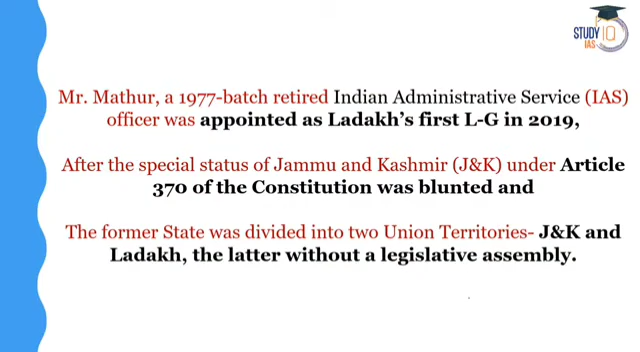 STUDY IQ
IAS
Mr. Mathur, a 1977-batch retired Indian Administrative Service (IAS)
officer was appointed as Ladakh's first L-G in 2019,
After the special status of Jammu and Kashmir (J&K) under Article
370 of the Constitution was blunted and
The former State was divided into two Union Territories- J&K and
Ladakh, the latter without a legislative assembly.